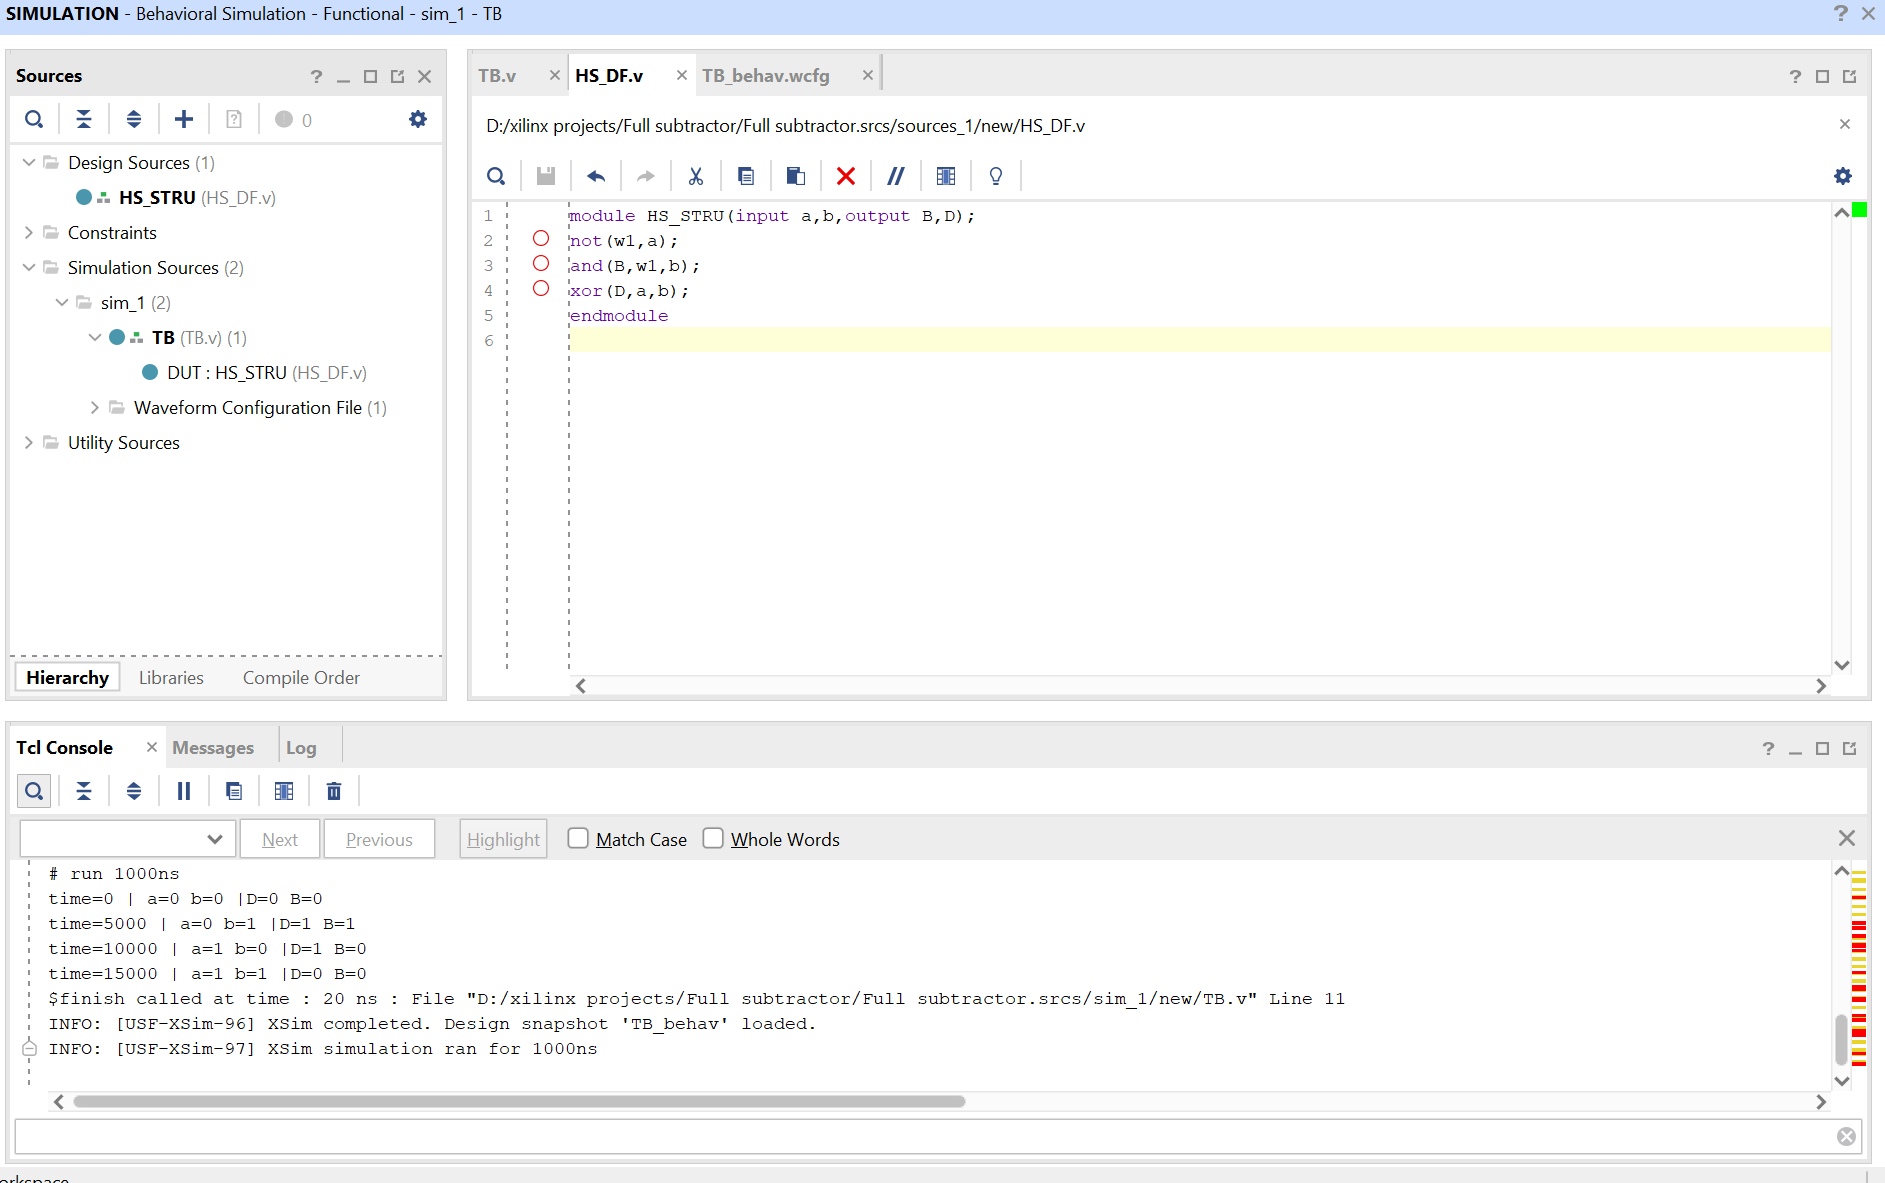 SIMULATION - Behavioral Simulation - Functional - sim_1 - TB
Sources
0
Design Sources (1)
HS_STRU (HS_DF.v)
Constraints
Simulation Sources (2)
sim_1 (2)
TB (TB.v) (1)
DUT : HS_STRU (HS_DF.v)
Waveform Configuration File (1)
Utility Sources
Hierarchy Libraries Compile Order
TB.v HS_DF.v TB_behav.wcfg
D:/xilinx projects/Full subtractor/Full subtractor.srcs/sources_1/new/HS_DF.v
1 module HS_STRU(input a,b,output B,D);
2 not(w1,a);
3 and(B,w1,b);
4 xor(D,a,b);
5 endmodule
6
Tcl Console Messages Log
Next Previous Highlight Match Case Whole Words
# run 1000ns
time=0 | a=0 b=0 |D=0 B=0
time=5000 | a=0 b=1 |D=1 B=1
time=10000 | a=1 b=0 |D=1 B=0
time=15000 | a=1 b=1 |D=0 B=0
$finish called at time : 20 ns : File "D:/xilinx projects/Full subtractor/Full subtractor.srcs/sim_1/new/TB.v" Line 11
INFO: [USF-XSim-96] XSim completed. Design snapshot 'TB_behav' loaded.
INFO: [USF-XSim-97] XSim simulation ran for 1000ns